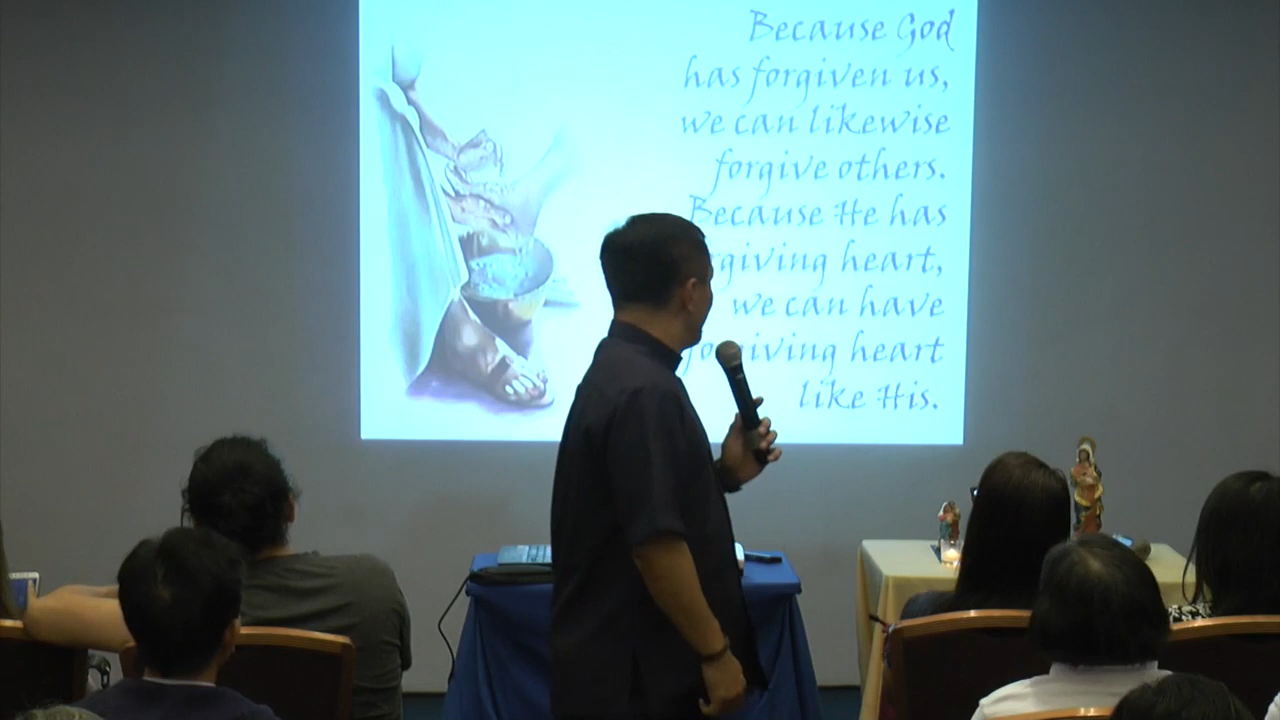 Because God
has forgiven us,
we can likewise
forgive others.
Because He has
heart,
we can have
heart
like His.